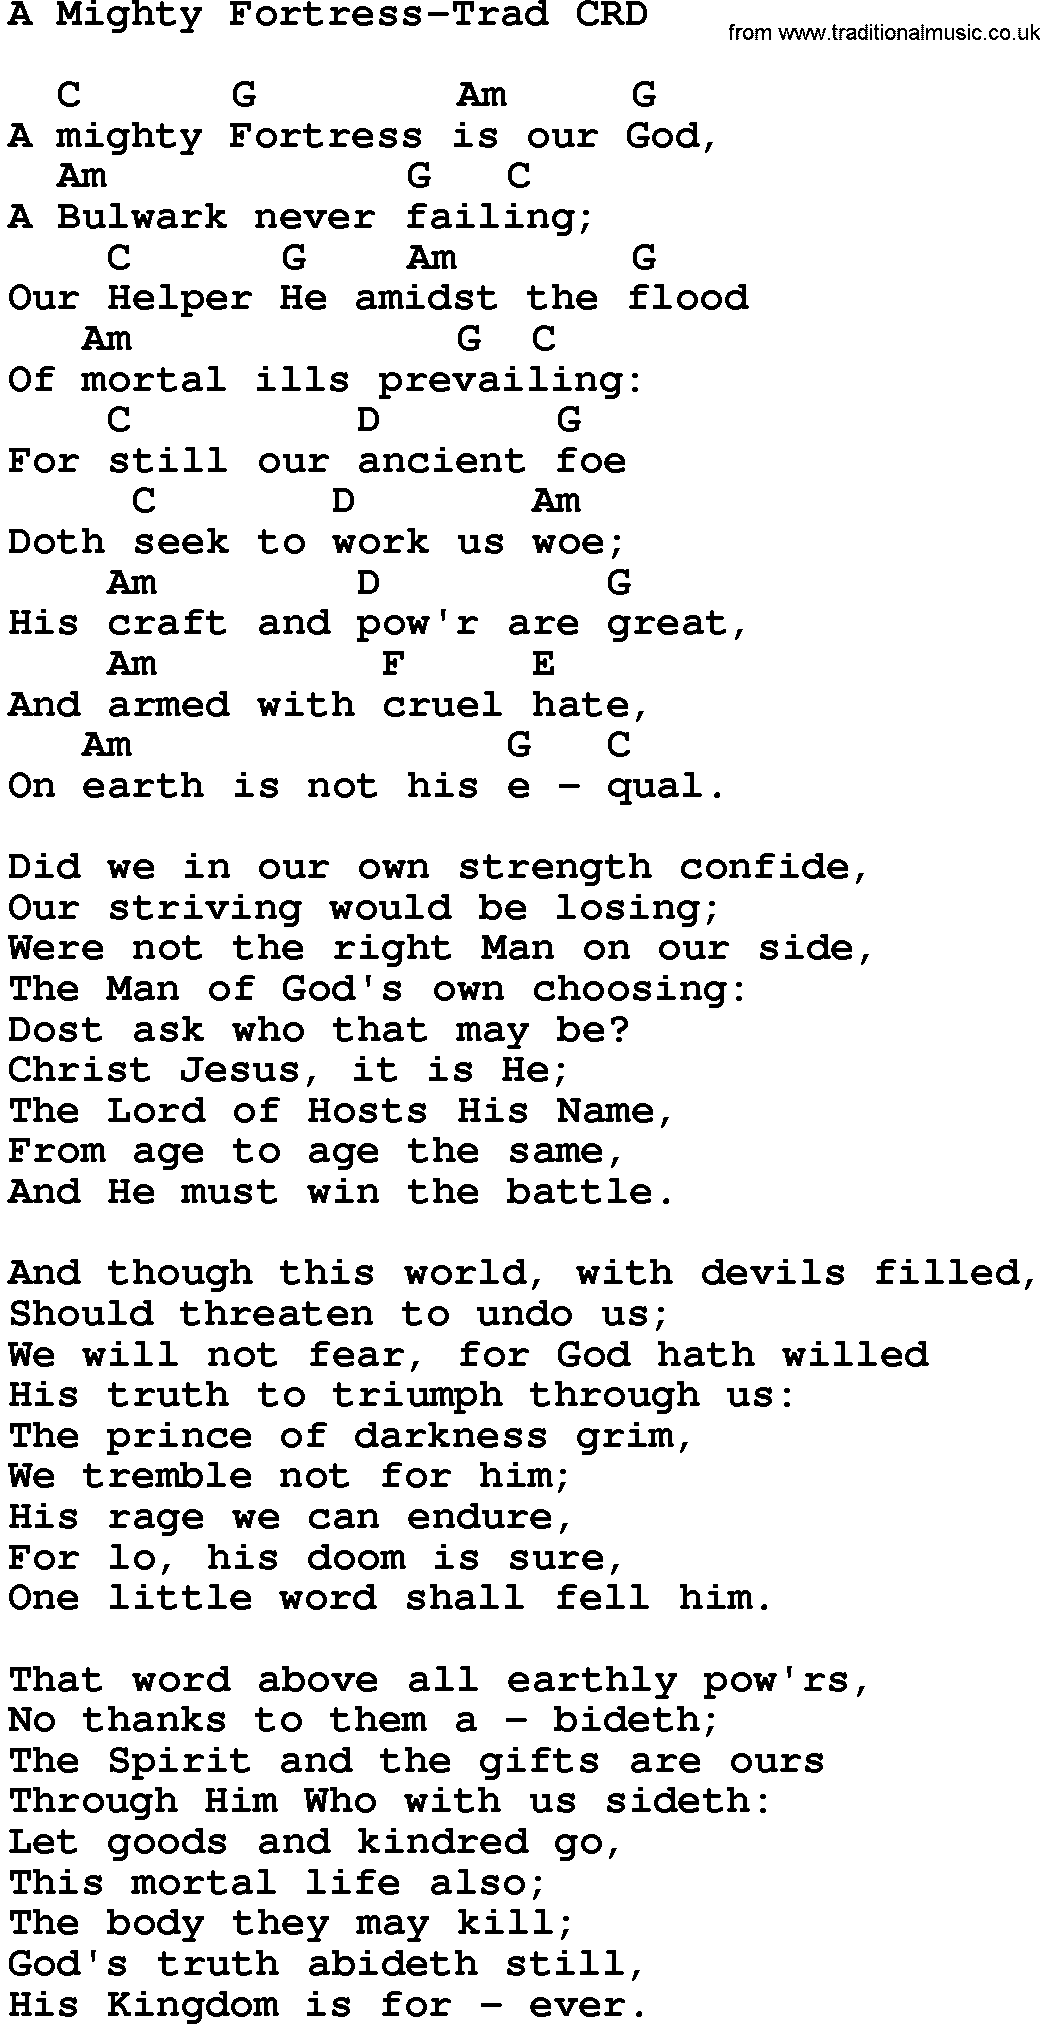 A Mighty Fortress-Trad CRD
from www.traditionalmusic.co.uk
  C      G        Am     G
A mighty Fortress is our God,
  Am            G   C
A Bulwark never failing;
    C      G    Am       G
Our Helper He amidst the flood
   Am             G  C
Of mortal ills prevailing:
    C         D       G
For still our ancient foe
     C       D       Am
Doth seek to work us woe;
    Am        D         G
His craft and pow'r are great,
    Am         F     E
And armed with cruel hate,
   Am               G   C
On earth is not his e - qual.

Did we in our own strength confide,
Our striving would be losing;
Were not the right Man on our side,
The Man of God's own choosing:
Dost ask who that may be?
Christ Jesus, it is He;
The Lord of Hosts His Name,
From age to age the same,
And He must win the battle.

And though this world, with devils filled,
Should threaten to undo us;
We will not fear, for God hath willed
His truth to triumph through us:
The prince of darkness grim,
We tremble not for him;
His rage we can endure,
For lo, his doom is sure,
One little word shall fell him.

That word above all earthly pow'rs,
No thanks to them a - bideth;
The Spirit and the gifts are ours
Through Him Who with us sideth:
Let goods and kindred go,
This mortal life also;
The body they may kill;
God's truth abideth still,
His Kingdom is for - ever.